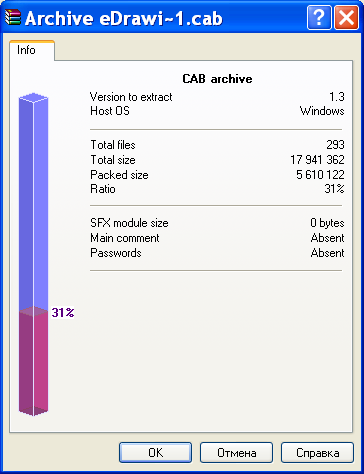 Archive eDrawi~1.cab
Info
CAB archive
Version to extract 1.3
Host OS Windows
Total files 293
Total size 17 941 362
Packed size 5 610 122
Ratio 31%
SFX module size 0 bytes
Main comment Absent
Passwords Absent
31%
OK Отмена Справка